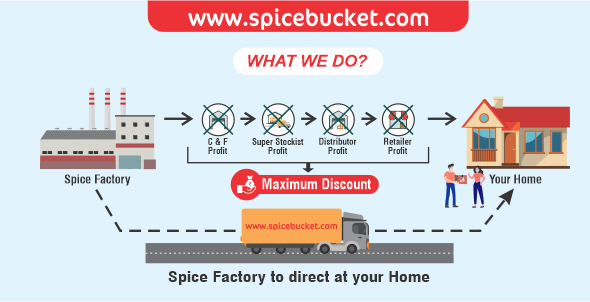 www.spicebucket.com
WHAT WE DO?
C & F
Profit
Super Stockist
Profit
Distributor
Profit
Retailer
Profit
Spice Factory
Maximum Discount
Your Home
www.spicebucket.com
Spice Factory to direct at your Home